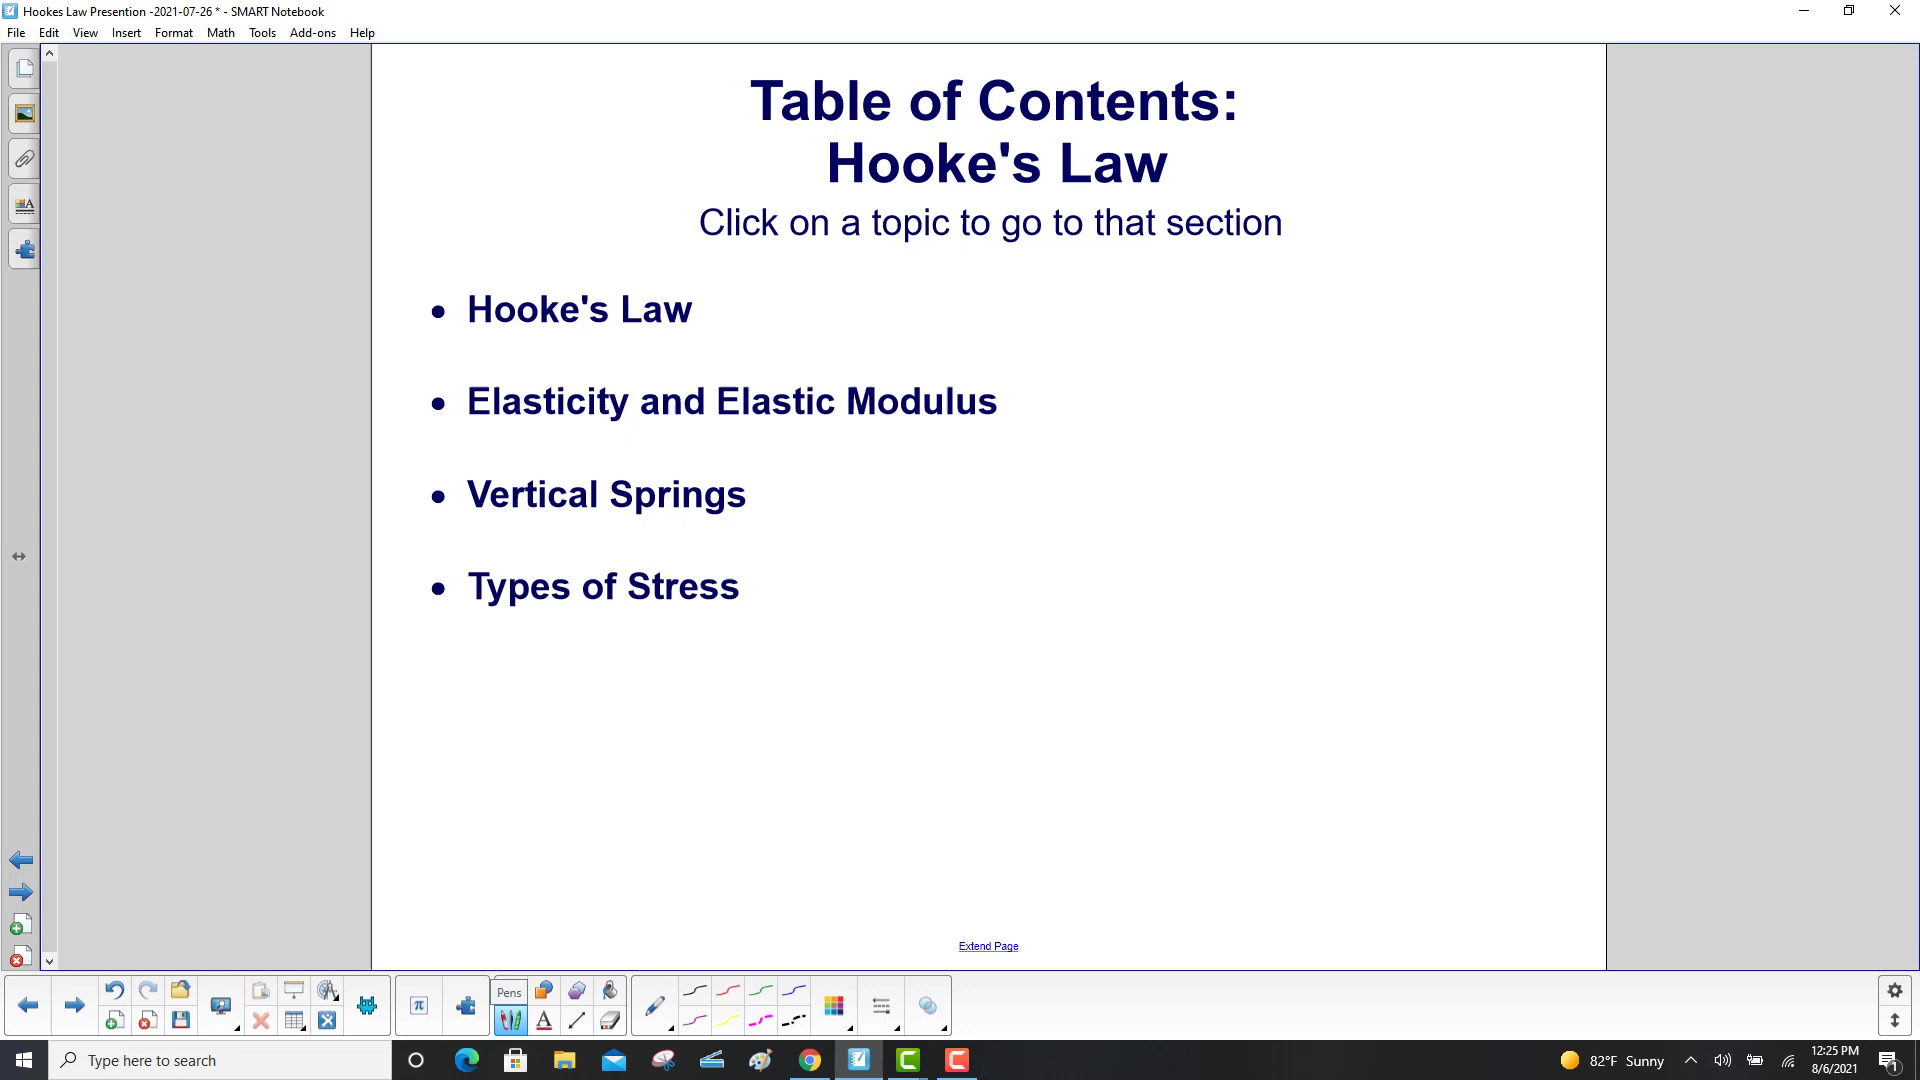 Hookes Law Presention -2021-07-26 * - SMART Notebook
File Edit View Insert Format Math Tools Add-ons Help
Table of Contents:
Hooke's Law
Click on a topic to go to that section
• Hooke's Law
• Elasticity and Elastic Modulus
• Vertical Springs
• Types of Stress
Extend Page
Pens
π
A
Type here to search
82°F Sunny
12:25 PM
8/6/2021
1